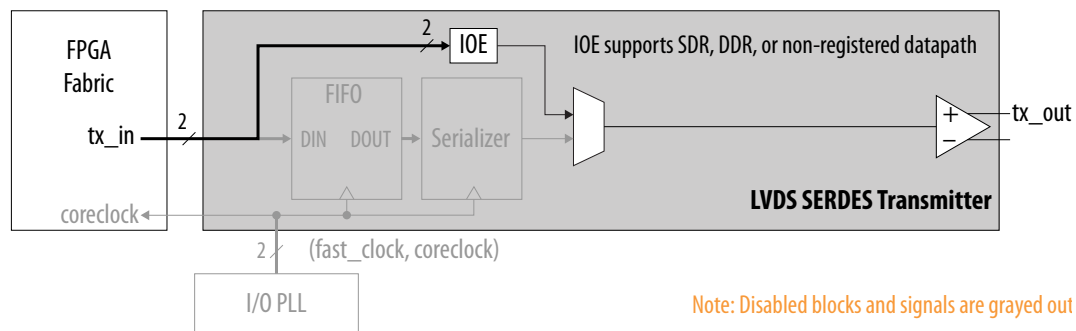 FPGA
Fabric
tx_in
2
coreclock
2
IOE
IOE supports SDR, DDR, or non-registered datapath
FIFO
DIN DOUT
Serializer
+
−
tx_out
LVDS SERDES Transmitter
2
(fast_clock, coreclock)
I/O PLL
Note: Disabled blocks and signals are grayed out